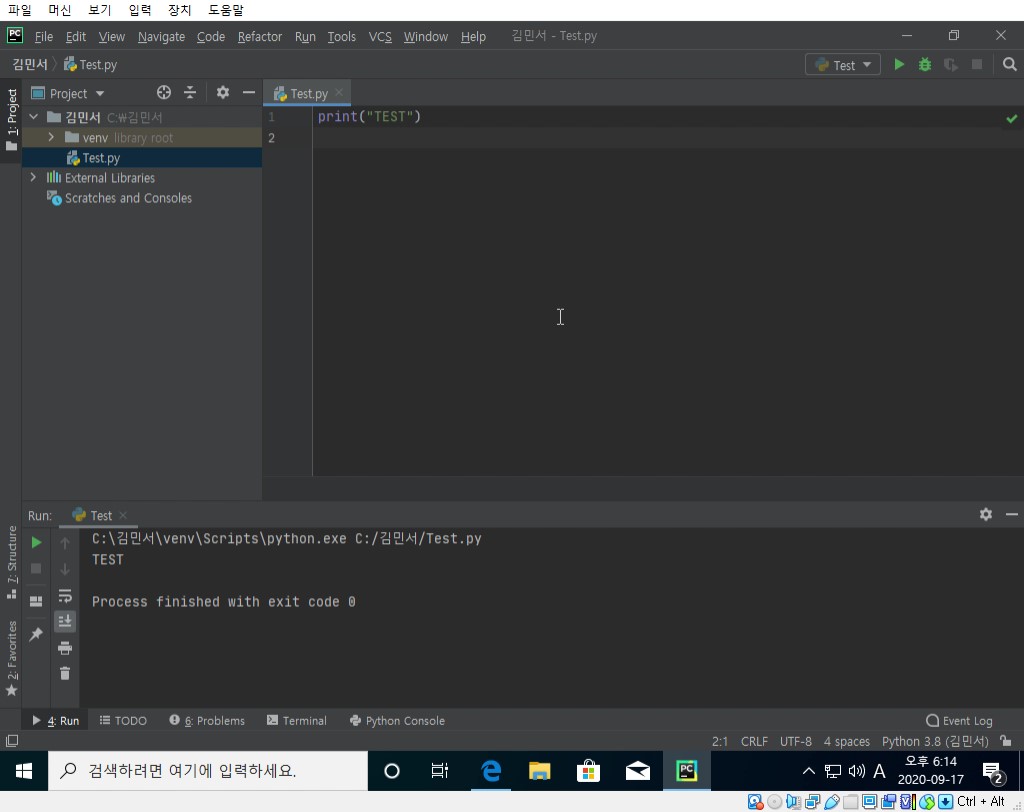 파일 머신 보기 입력 장치 도움말
PC File Edit View Navigate Code Refactor Run Tools VCS Window Help 김민서 - Test.py
김민서 Test.py Test
1: Project
Project
Test.py
김민서 C:₩김민서
venv library root
Test.py
External Libraries
Scratches and Consoles
1 print("TEST")
2
Run: Test
C:\김민서\venv\Scripts\python.exe C:/김민서/Test.py
TEST
Process finished with exit code 0
7: Structure
2: Favorites
4: Run TODO 6: Problems Terminal Python Console Event Log
2:1 CRLF UTF-8 4 spaces Python 3.8 (김민서)
검색하려면 여기에 입력하세요. PC A 오후 6:14
2020-09-17 2
Ctrl + Alt